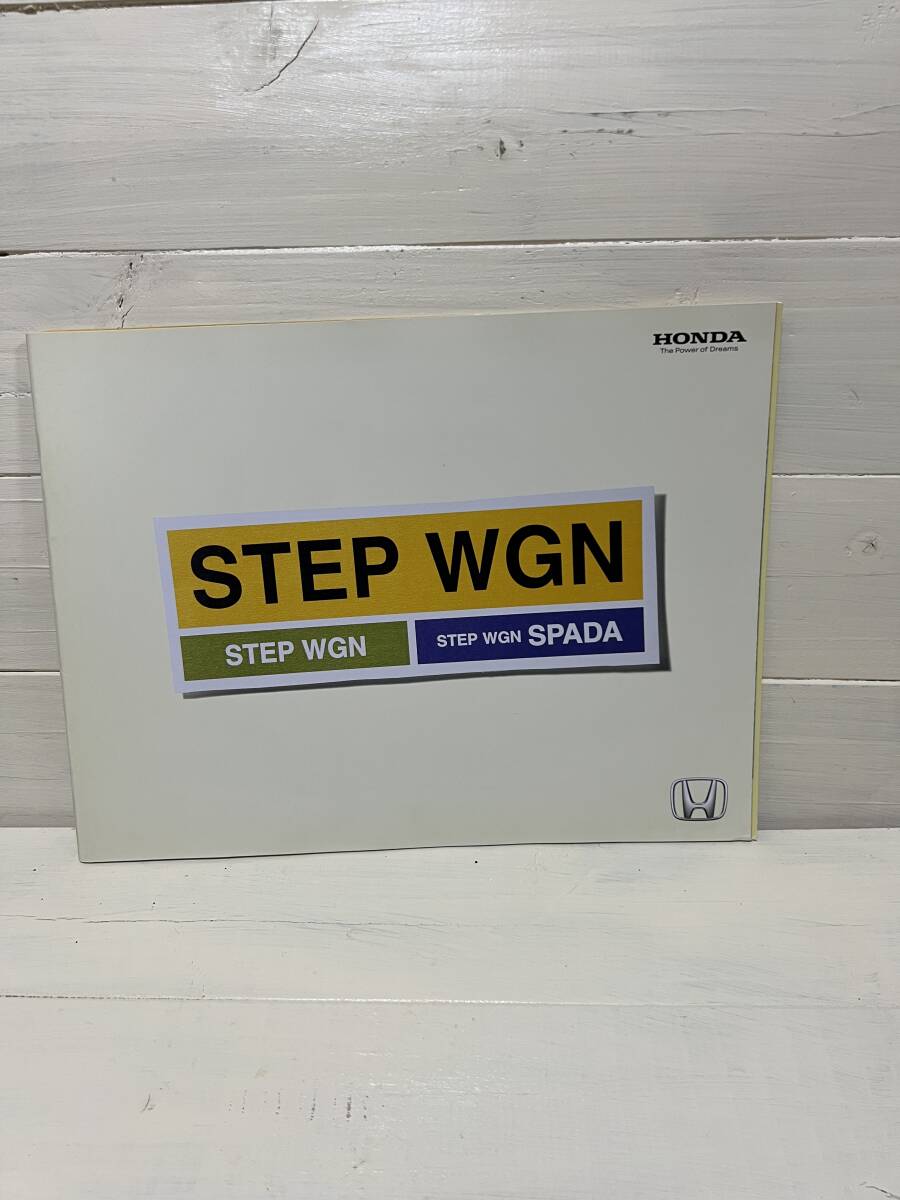 HONDA
The Power of Dreams
STEP WGN
STEP WGN
STEP WGN SPADA